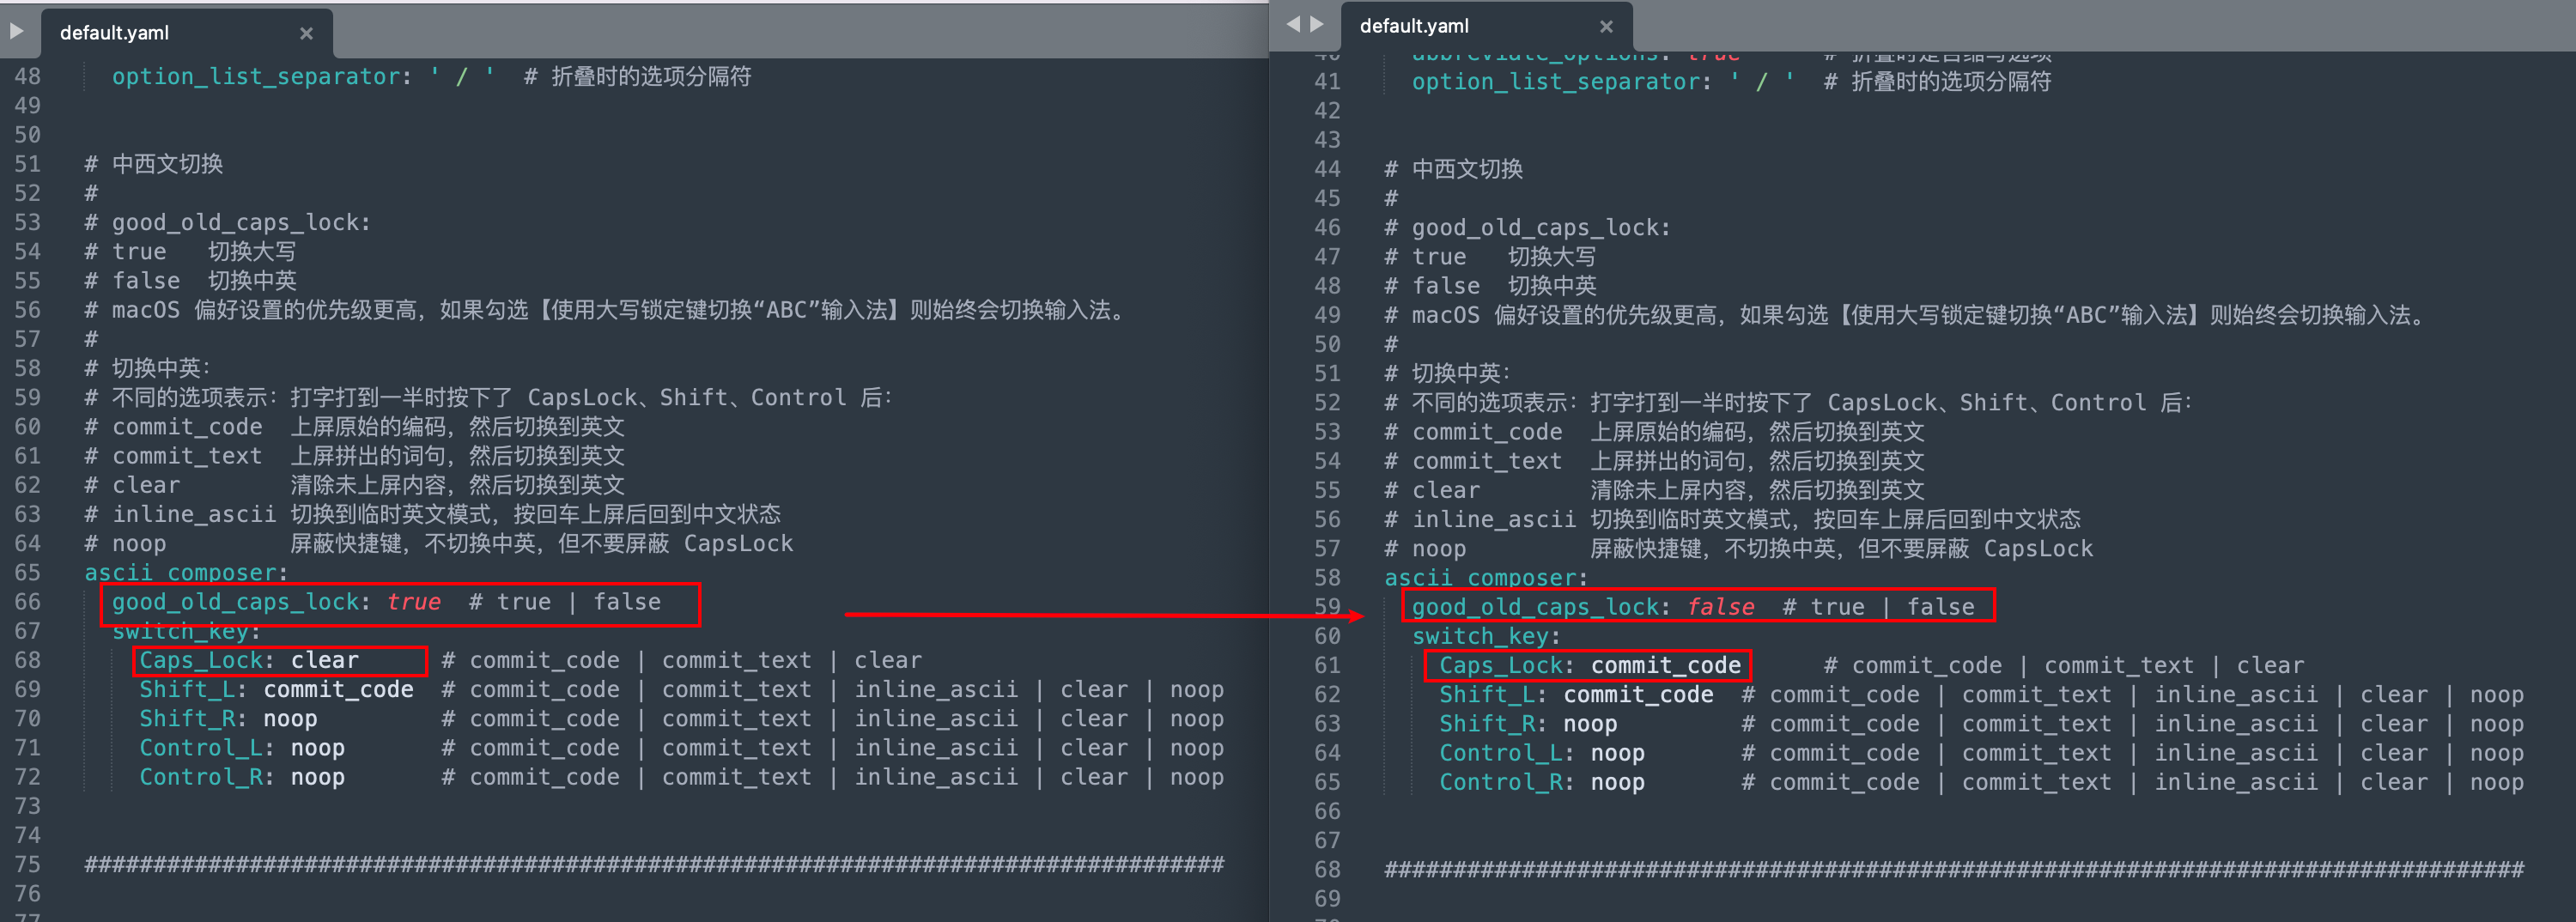 default.yaml ×
48 option_list_separator: ' / '  # 折叠时的选项分隔符
49
50
51 # 中西文切换
52 #
53 # good_old_caps_lock:
54 # true   切换大写
55 # false  切换中英
56 # macOS 偏好设置的优先级更高，如果勾选【使用大写锁定键切换“ABC”输入法】则始终会切换输入法。
57 #
58 # 切换中英：
59 # 不同的选项表示：打字打到一半时按下了 CapsLock、Shift、Control 后：
60 # commit_code  上屏原始的编码，然后切换到英文
61 # commit_text  上屏拼出的词句，然后切换到英文
62 # clear        清除未上屏内容，然后切换到英文
63 # inline_ascii 切换到临时英文模式，按回车上屏后回到中文状态
64 # noop         屏蔽快捷键，不切换中英，但不要屏蔽 CapsLock
65 ascii_composer:
66   good_old_caps_lock: true  # true | false
67   switch_key:
68     Caps_Lock: clear      # commit_code | commit_text | clear
69     Shift_L: commit_code  # commit_code | commit_text | inline_ascii | clear | noop
70     Shift_R: noop         # commit_code | commit_text | inline_ascii | clear | noop
71     Control_L: noop       # commit_code | commit_text | inline_ascii | clear | noop
72     Control_R: noop       # commit_code | commit_text | inline_ascii | clear | noop
73
74
75 ###################################################################################
76
77
default.yaml ×
40 abbreviate_options: true      # 折叠时是否缩写选项
41 option_list_separator: ' / '  # 折叠时的选项分隔符
42
43
44 # 中西文切换
45 #
46 # good_old_caps_lock:
47 # true   切换大写
48 # false  切换中英
49 # macOS 偏好设置的优先级更高，如果勾选【使用大写锁定键切换“ABC”输入法】则始终会切换输入法。
50 #
51 # 切换中英：
52 # 不同的选项表示：打字打到一半时按下了 CapsLock、Shift、Control 后：
53 # commit_code  上屏原始的编码，然后切换到英文
54 # commit_text  上屏拼出的词句，然后切换到英文
55 # clear        清除未上屏内容，然后切换到英文
56 # inline_ascii 切换到临时英文模式，按回车上屏后回到中文状态
57 # noop         屏蔽快捷键，不切换中英，但不要屏蔽 CapsLock
58 ascii_composer:
59   good_old_caps_lock: false  # true | false
60   switch_key:
61     Caps_Lock: commit_code      # commit_code | commit_text | clear
62     Shift_L: commit_code  # commit_code | commit_text | inline_ascii | clear | noop
63     Shift_R: noop         # commit_code | commit_text | inline_ascii | clear | noop
64     Control_L: noop       # commit_code | commit_text | inline_ascii | clear | noop
65     Control_R: noop       # commit_code | commit_text | inline_ascii | clear | noop
66
67
68 ###################################################################################
69